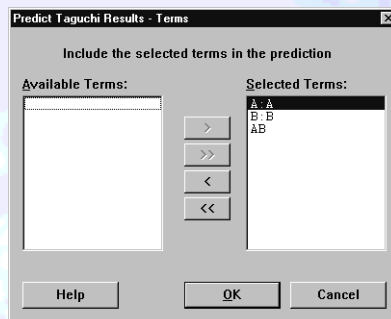 Predict Taguchi Results - Terms
Include the selected terms in the prediction
Available Terms:
Selected Terms:
A:A
B:B
AB
>
>>
<
<<
Help
OK
Cancel